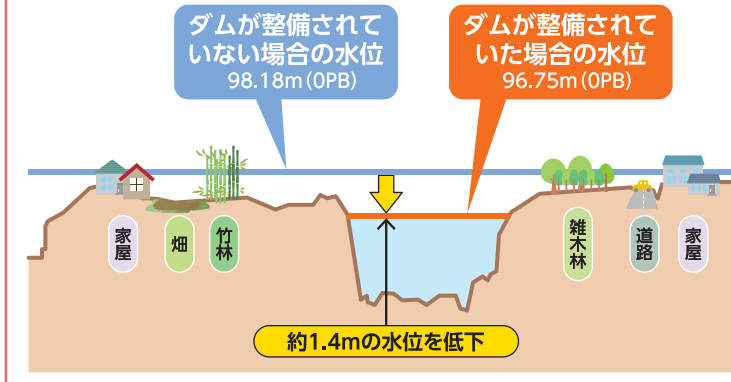 ダムが整備されて
いない場合の水位
98.18m(OPB)
ダムが整備されて
いた場合の水位
96.75m(OPB)
家屋
畑
竹林
雑木林
道路
家屋
約1.4mの水位を低下